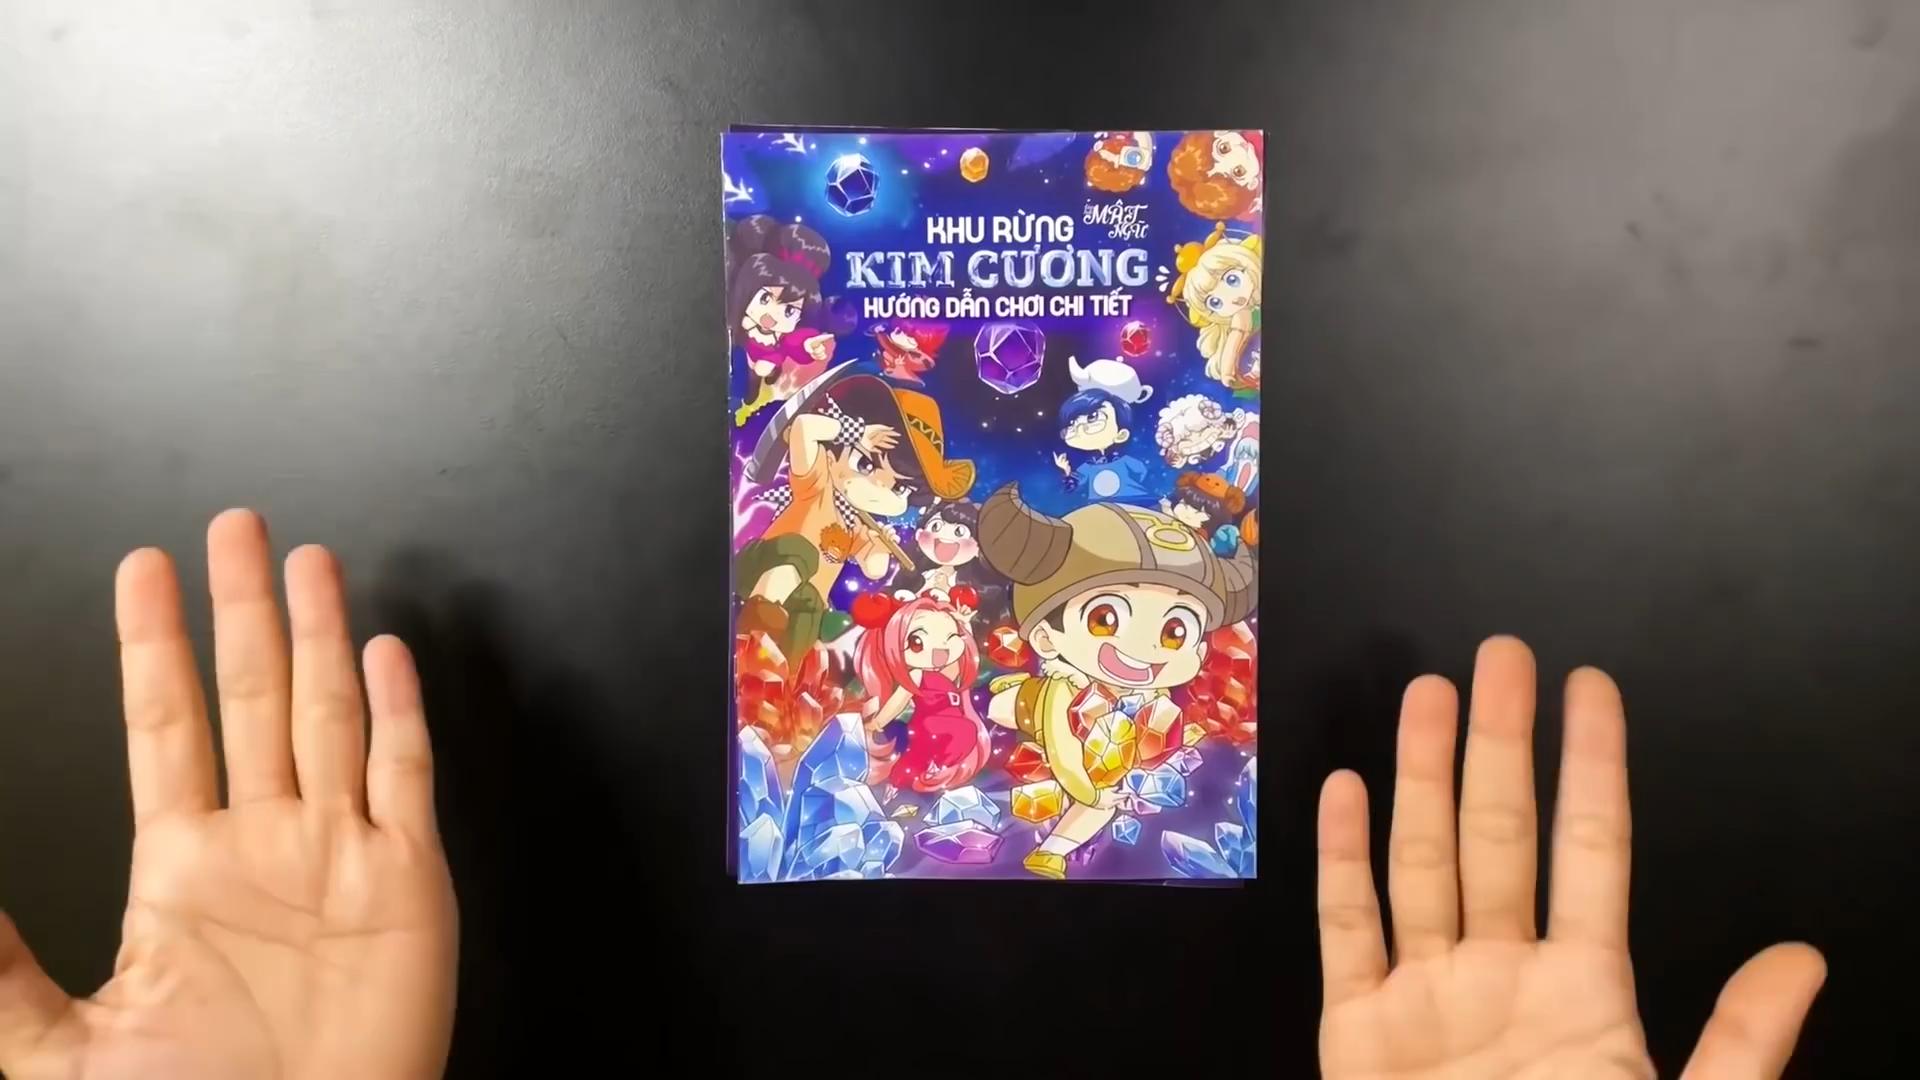 KHU RỪNG
MẬT NGỮ
KIM CƯƠNG
HƯỚNG DẪN CHƠI CHI TIẾT